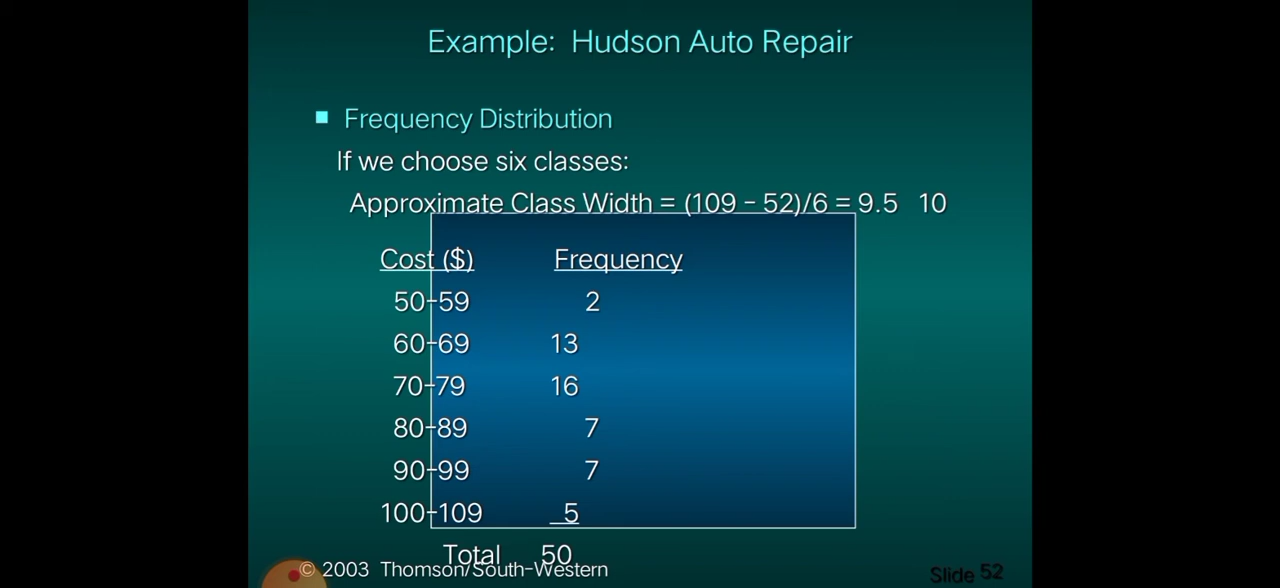 Example: Hudson Auto Repair
Frequency Distribution
If we choose six classes:
Approximate Class Width = (109 - 52)/6 = 9.5 10
Cost ($) Frequency
50-59 2
60-69 13
70-79 16
80-89 7
90-99 7
100-109 5
Total 50
© 2003 Thomson/South-Western
Slide 52